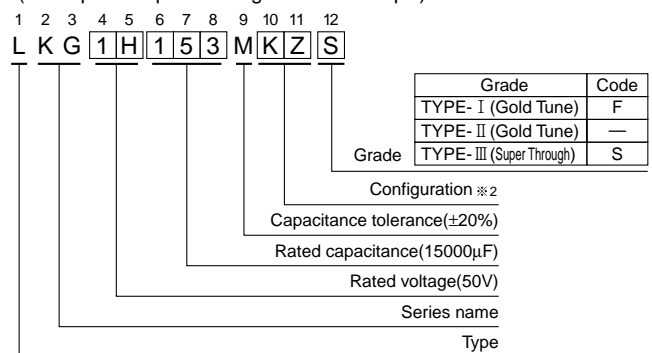 1 2 3 4 5 6 7 8 9 10 11 12
L K G 1 H 1 5 3 M K Z S
Grade Code
TYPE-Ⅰ (Gold Tune) F
TYPE-Ⅱ (Gold Tune) —
Grade TYPE-Ⅲ (Super Through) S
Configuration ※2
Capacitance tolerance(±20%)
Rated capacitance(15000μF)
Rated voltage(50V)
Series name
Type